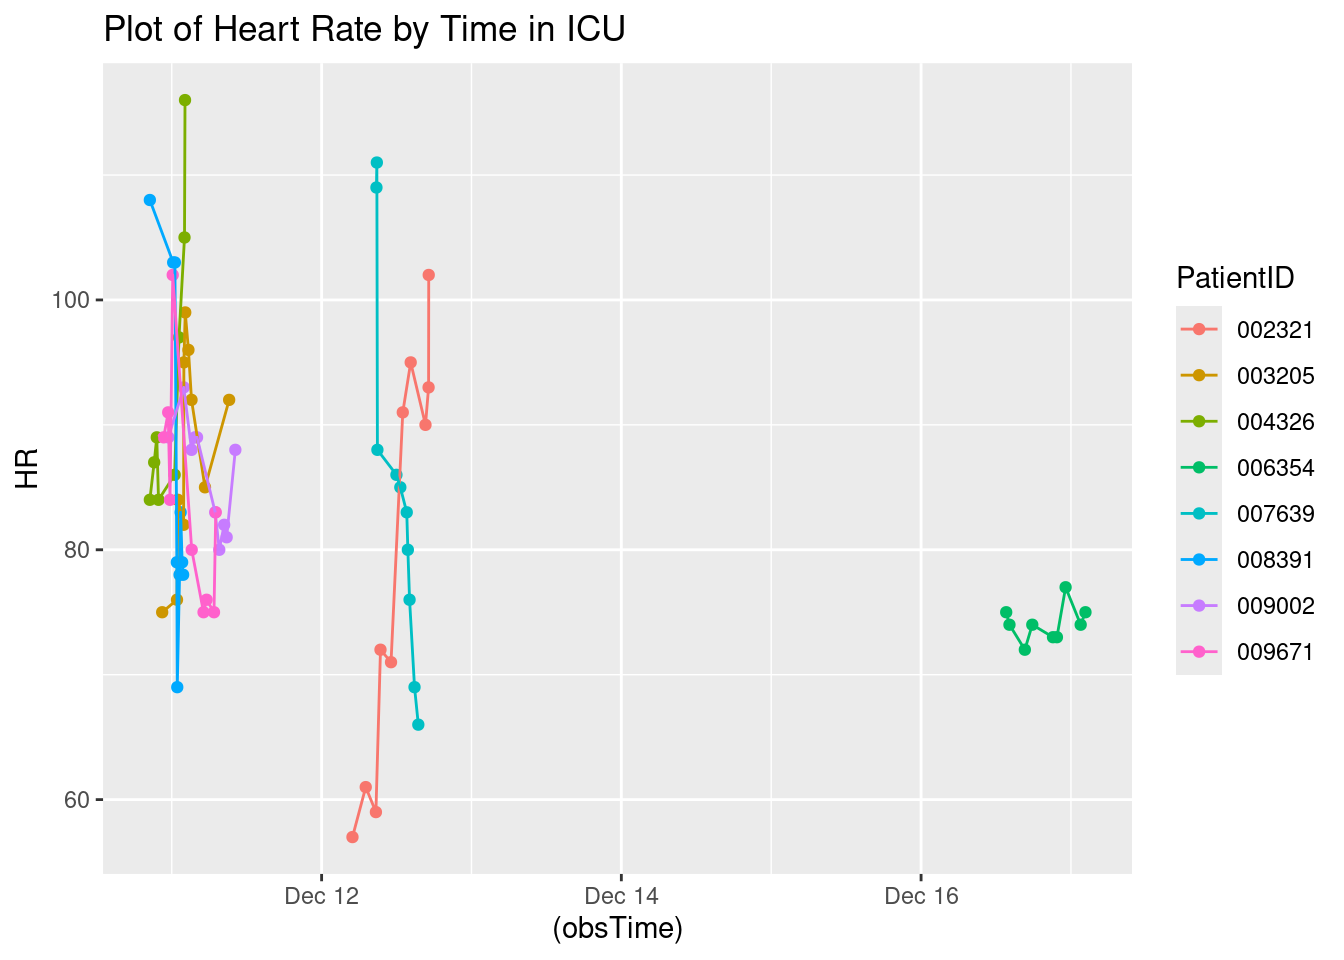 Plot of Heart Rate by Time in ICU
HR
100
80
60
Dec 12
Dec 14
Dec 16
(obsTime)
PatientID
002321
003205
004326
006354
007639
008391
009002
009671